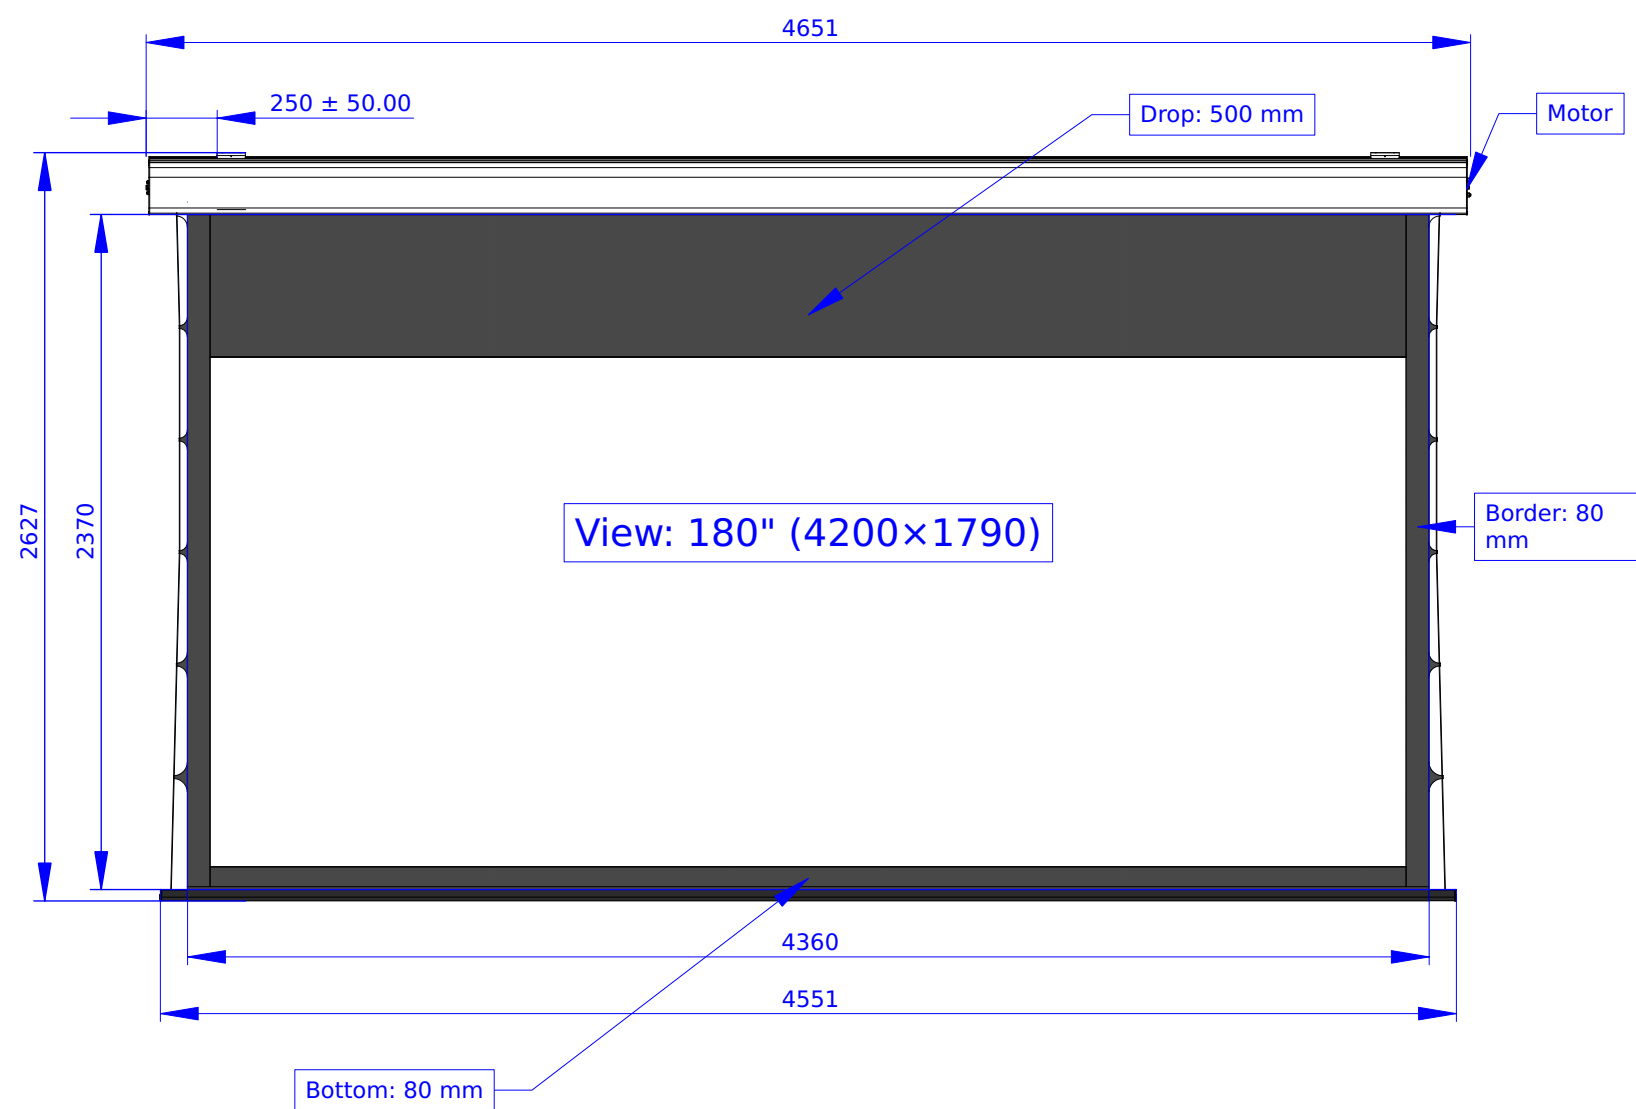 4651
250 ± 50.00
Drop: 500 mm
Motor
2627
2370
View: 180" (4200×1790)
Border: 80
mm
4360
4551
Bottom: 80 mm